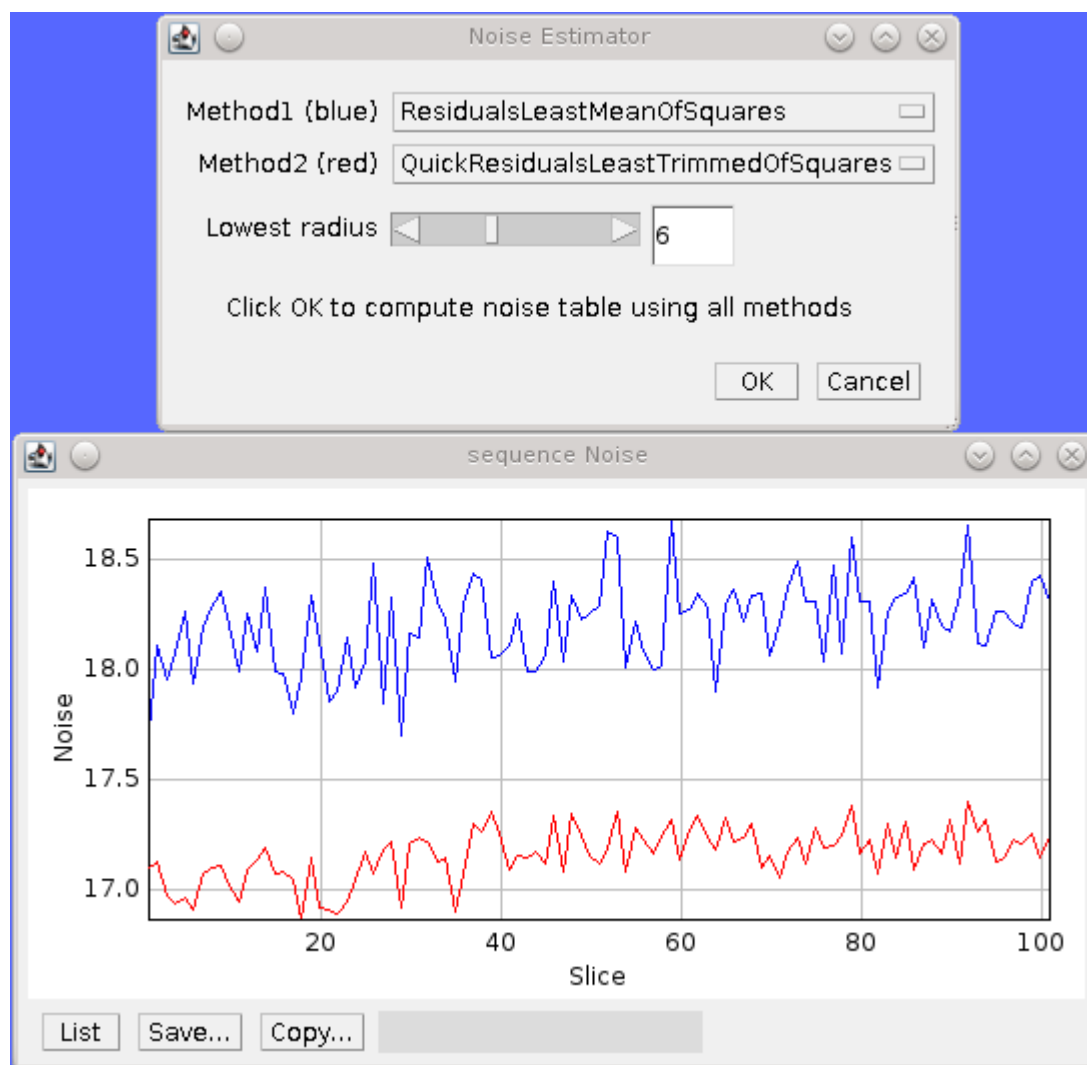 Noise Estimator
Method1 (blue) ResidualsLeastMeanOfSquares
Method2 (red) QuickResidualsLeastTrimmedOfSquares
Lowest radius 6
Click OK to compute noise table using all methods
OK Cancel
sequence Noise
18.5
18.0
Noise
17.5
17.0
20 40 60 80 100
Slice
List Save... Copy...